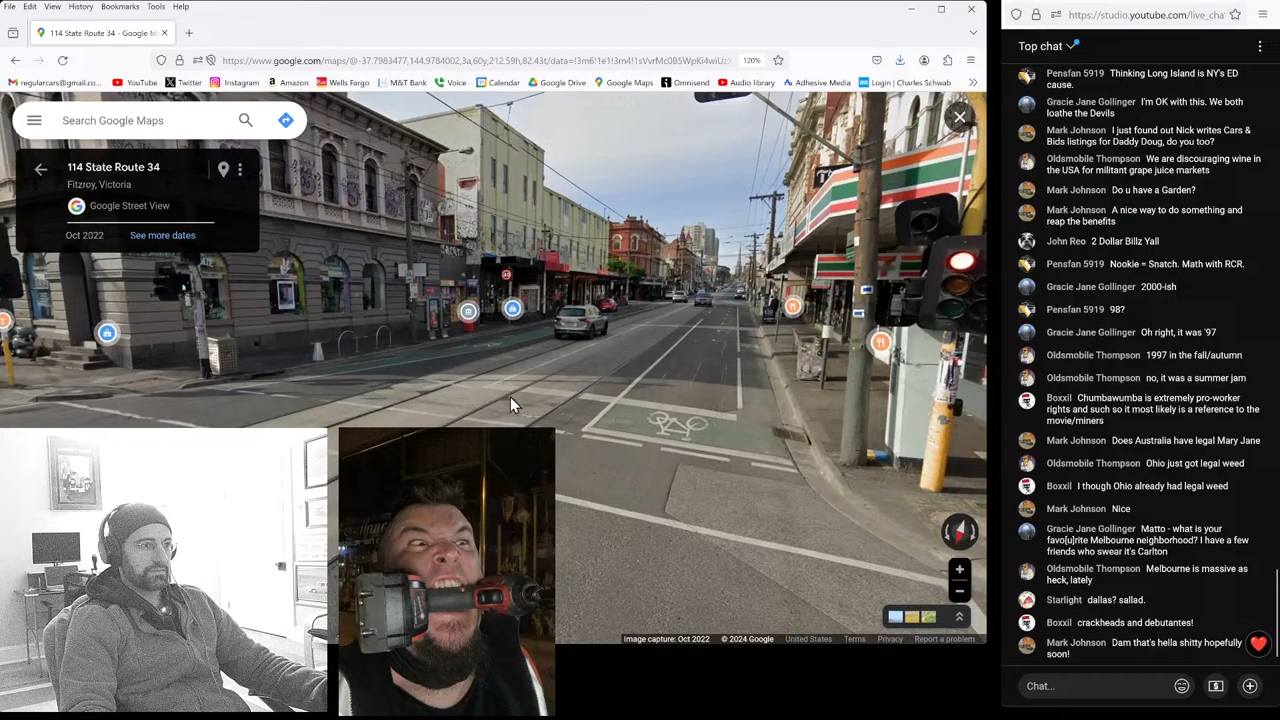 File Edit View History Bookmarks Tools Help
114 State Route 34 - Google M
https://www.google.com/maps/@-37.7983477,144.9784002,3a,60y,212.59h,82.43t/data=!3m6!1e1!3m4!1s
120%
regularcars@gmail.co... YouTube Twitter Instagram Amazon Wells Fargo M&T Bank Voice Calendar Google Drive Google Maps Omnisend Audio library Adhesive Media Login | Charles Schwab
Search Google Maps
114 State Route 34
Fitzroy, Victoria
Google Street View
Oct 2022 See more dates
Image capture: Oct 2022 © 2024 Google United States Terms Privacy Report a problem
https://studio.youtube.com/live_cha
Top chat
Pensfan 5919 Thinking Long Island is NY's ED
cause.
Gracie Jane Gollinger I'm OK with this. We both
loathe the Devils
Mark Johnson I just found out Nick writes Cars &
Bids listings for Daddy Doug, do you too?
Oldsmobile Thompson We are discouraging wine in
the USA for militant grape juice markets
Mark Johnson Do u have a Garden?
Mark Johnson A nice way to do something and
reap the benefits
John Reo 2 Dollar Billz Yall
Pensfan 5919 Nookie = Snatch. Math with RCR.
Gracie Jane Gollinger 2000-ish
Pensfan 5919 98?
Gracie Jane Gollinger Oh right, it was '97
Oldsmobile Thompson 1997 in the fall/autumn
Oldsmobile Thompson no, it was a summer jam
Boxxil Chumbawumba is extremely pro-worker
rights and such so it most likely is a reference to the
movie/miners
Mark Johnson Does Australia have legal Mary Jane
Oldsmobile Thompson Ohio just got legal weed
Boxxil I though Ohio already had legal weed
Mark Johnson Nice
Gracie Jane Gollinger Matto - what is your
favo[u]rite Melbourne neighborhood? I have a few
friends who swear it's Carlton
Oldsmobile Thompson Melbourne is massive as
heck, lately
Starlight dallas? sallad.
Boxxil crackheads and debutantes!
Mark Johnson Dam that's hella shitty hopefully
soon!
Chat...